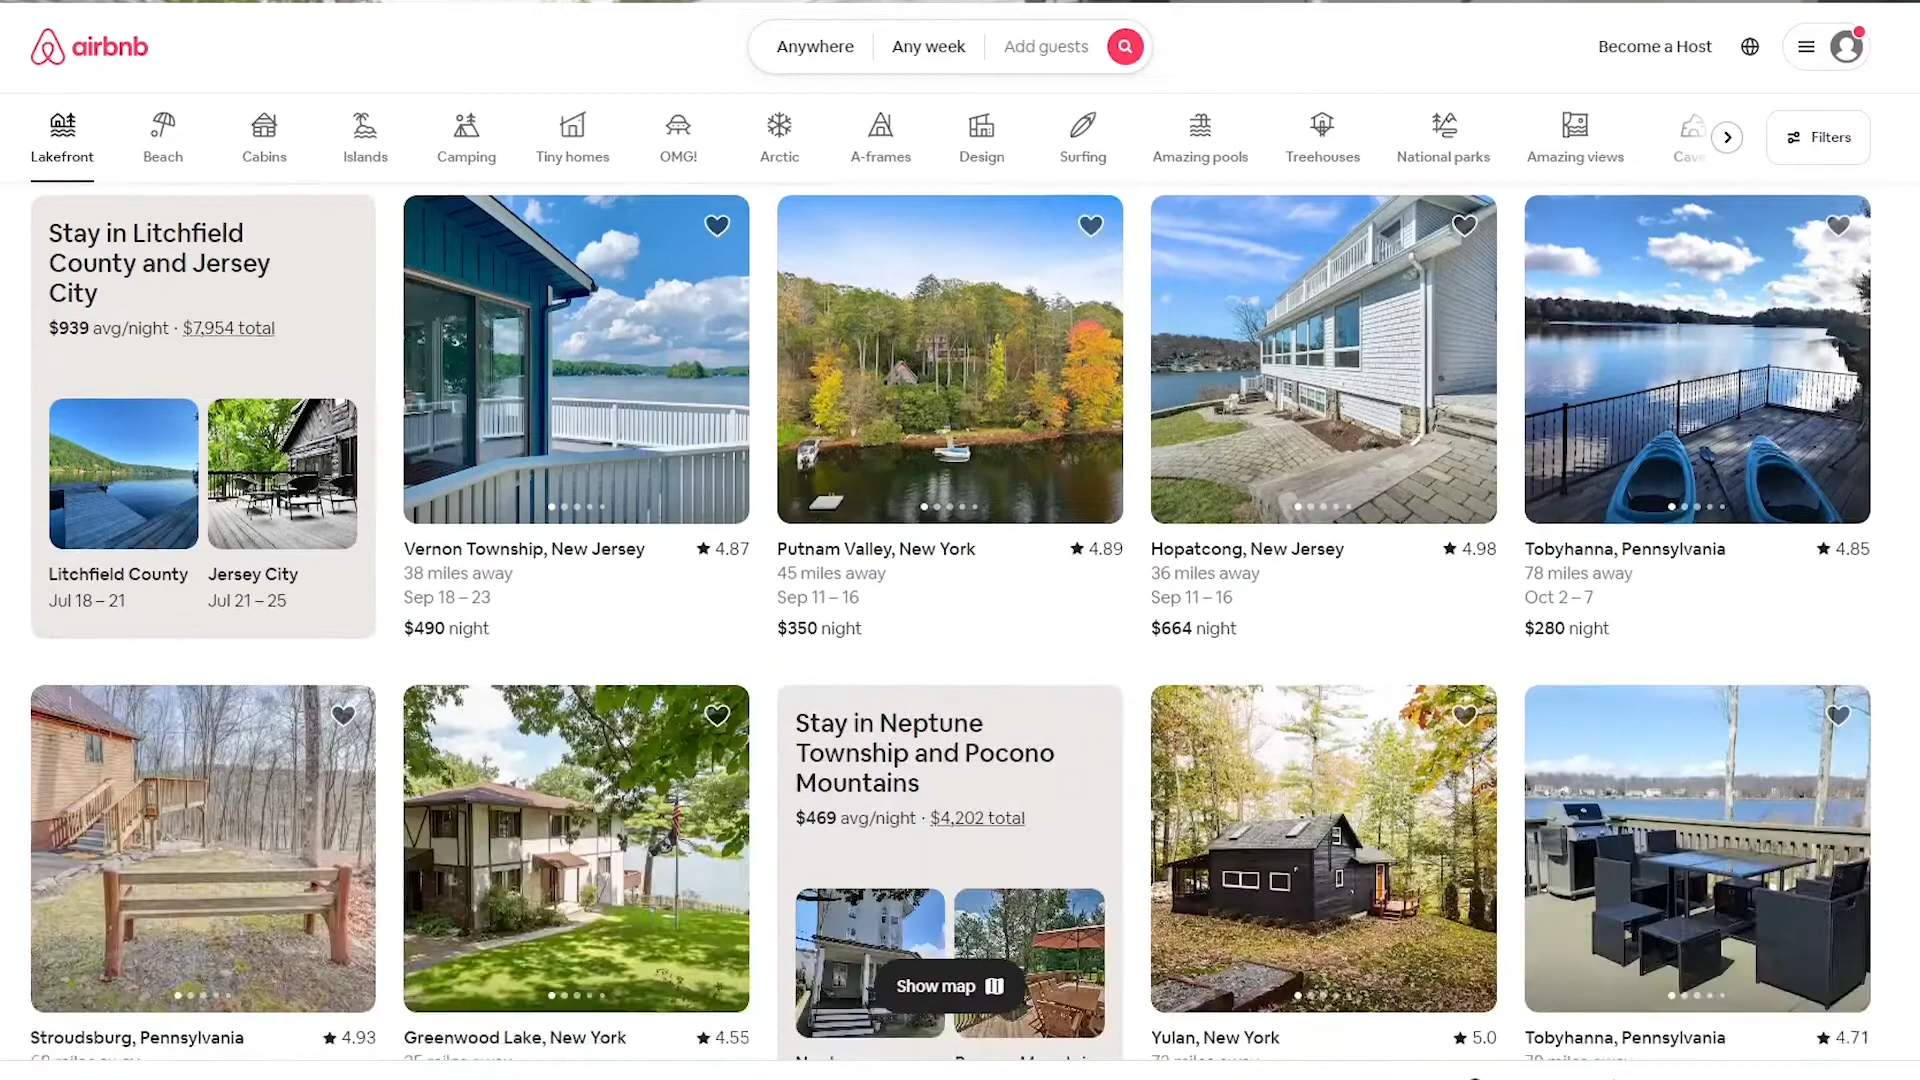 airbnb
Anywhere
Any week
Add guests
Become a Host
Lakefront
Beach
Cabins
Islands
Camping
Tiny homes
OMG!
Arctic
A-frames
Design
Surfing
Amazing pools
Treehouses
National parks
Amazing views
Filters
Stay in Litchfield
County and Jersey
City
$939 avg/night · $7,954 total
Litchfield County
Jul 18 – 21
Jersey City
Jul 21 – 25
Vernon Township, New Jersey
4.87
38 miles away
Sep 18 – 23
$490 night
Putnam Valley, New York
4.89
45 miles away
Sep 11 – 16
$350 night
Hopatcong, New Jersey
4.98
36 miles away
Sep 11 – 16
$664 night
Tobyhanna, Pennsylvania
4.85
78 miles away
Oct 2 – 7
$280 night
Stroudsburg, Pennsylvania
4.93
Greenwood Lake, New York
4.55
Stay in Neptune
Township and Pocono
Mountains
$469 avg/night · $4,202 total
Show map
Yulan, New York
5.0
Tobyhanna, Pennsylvania
4.71